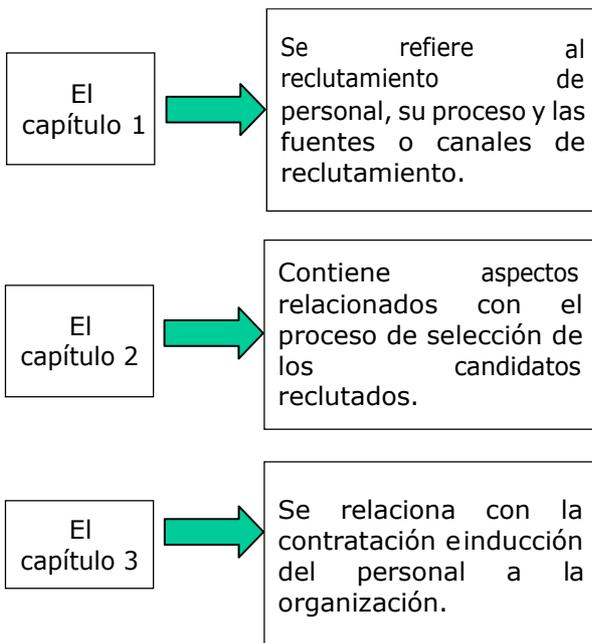 El
capítulo 1
Se refiere al
reclutamiento de
personal, su proceso y las
fuentes o canales de
reclutamiento.
El
capítulo 2
Contiene aspectos
relacionados con el
proceso de selección de
los candidatos
reclutados.
El
capítulo 3
Se relaciona con la
contratación e inducción
del personal a la
organización.